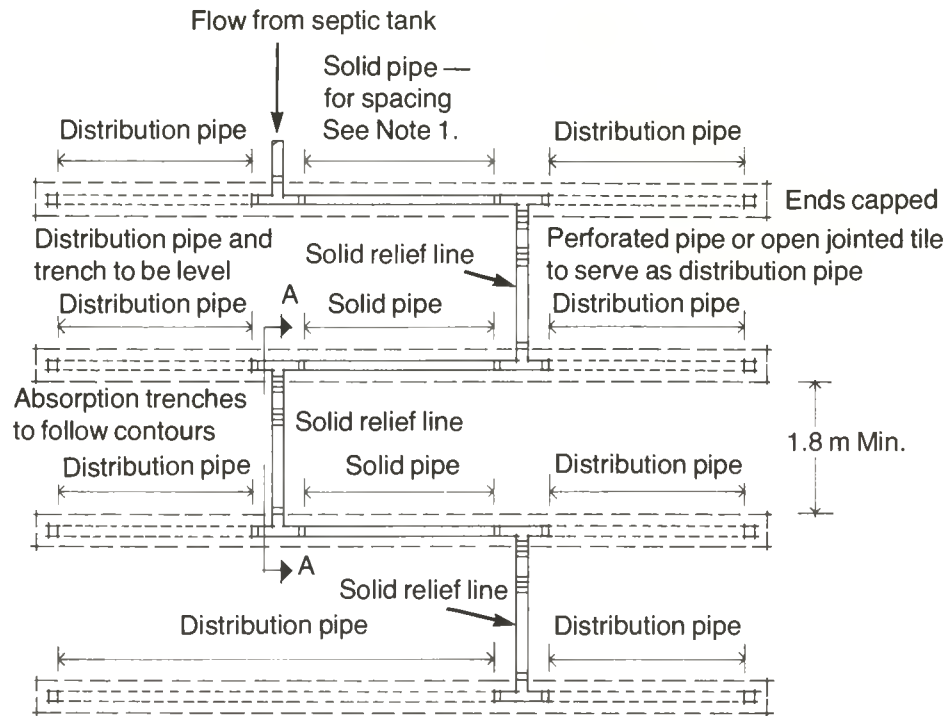 Flow from septic tank
Solid pipe —
for spacing
See Note 1.
Distribution pipe
Distribution pipe
Ends capped
Distribution pipe and
trench to be level
Solid relief line
Perforated pipe or open jointed tile
to serve as distribution pipe
Distribution pipe
A
Solid pipe
Distribution pipe
Absorption trenches
to follow contours
Solid relief line
1.8 m Min.
Distribution pipe
Solid pipe
Distribution pipe
A
Solid relief line
Distribution pipe
Distribution pipe